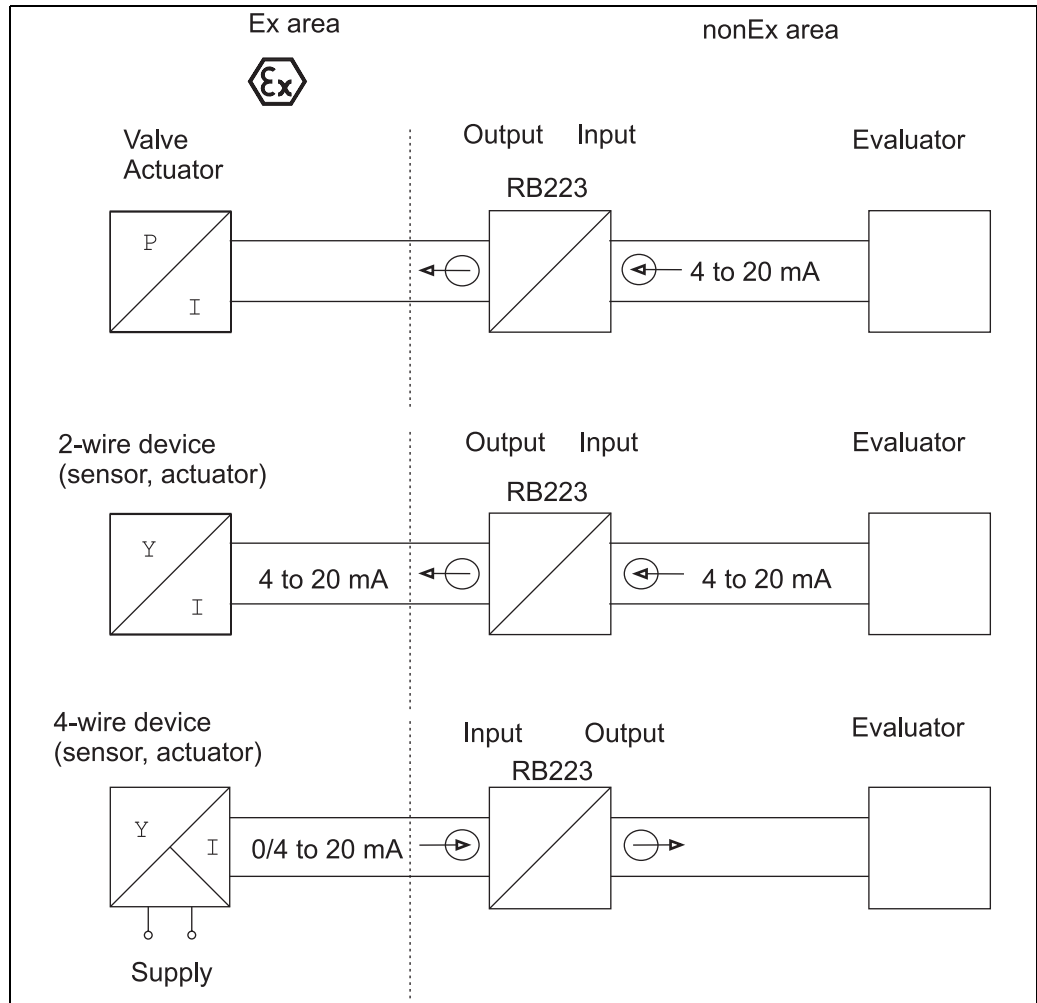 Ex area
nonEx area
Ex
Valve
Actuator
Output Input
Evaluator
RB223
P
I
4 to 20 mA
2-wire device
(sensor, actuator)
Output Input
Evaluator
RB223
Y
I
4 to 20 mA
4 to 20 mA
4-wire device
(sensor, actuator)
Input Output
Evaluator
RB223
Y
I
0/4 to 20 mA
Supply